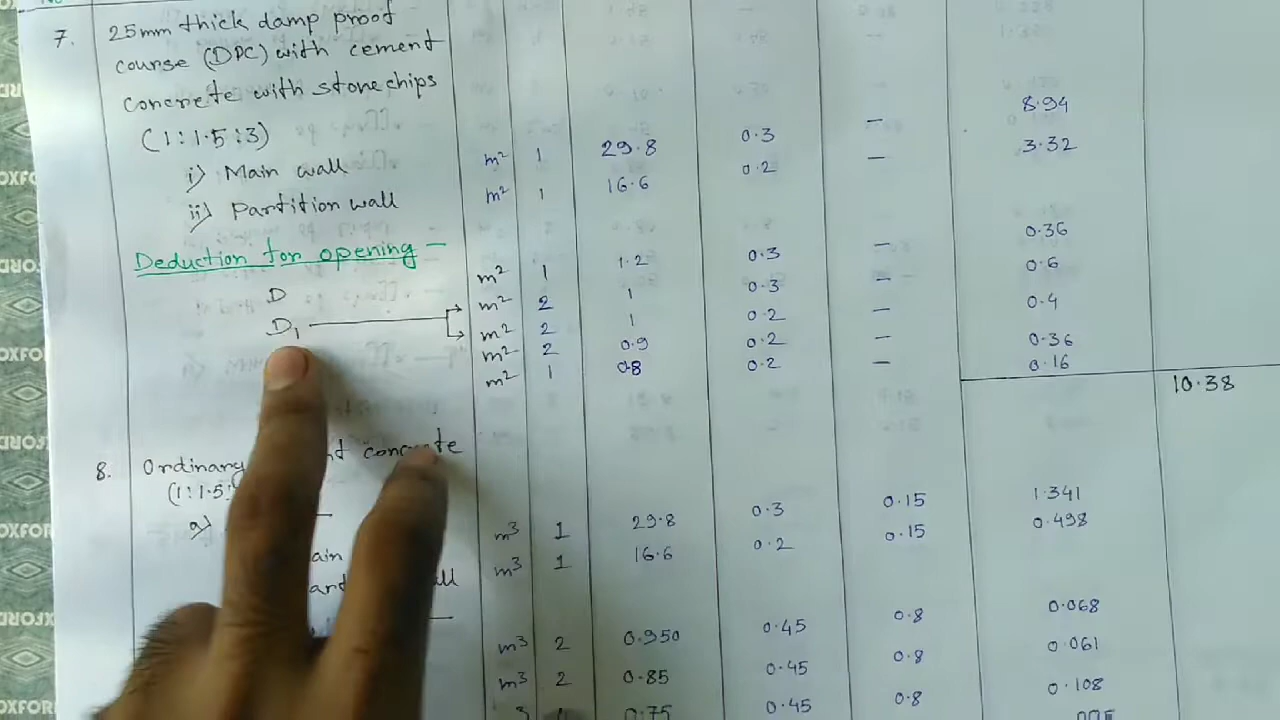 7. 25mm thick damp proof
course (DPC) with cement
concrete with stone chips
(1:1.5:3)
i) Main wall m² 1 29.8 0.3 – 8.94
ii) Partition wall m² 1 16.6 0.2 – 3.32
Deduction for opening –
D m² 1 1.2 0.3 – 0.36
D₁ m² 2 1 0.3 – 0.6
m² 2 1 0.2 – 0.4
m² 2 0.9 0.2 – 0.36
m² 1 0.8 0.2 – 0.16
10.38
8. Ordinary concrete
(1:1.5:
a)
m³ 1 29.8 0.3 0.15 1.341
m³ 1 16.6 0.2 0.15 0.498
m³ 2 0.950 0.45 0.8 0.068
m³ 2 0.85 0.45 0.8 0.061
0.75 0.45 0.8 0.108
OXFORD